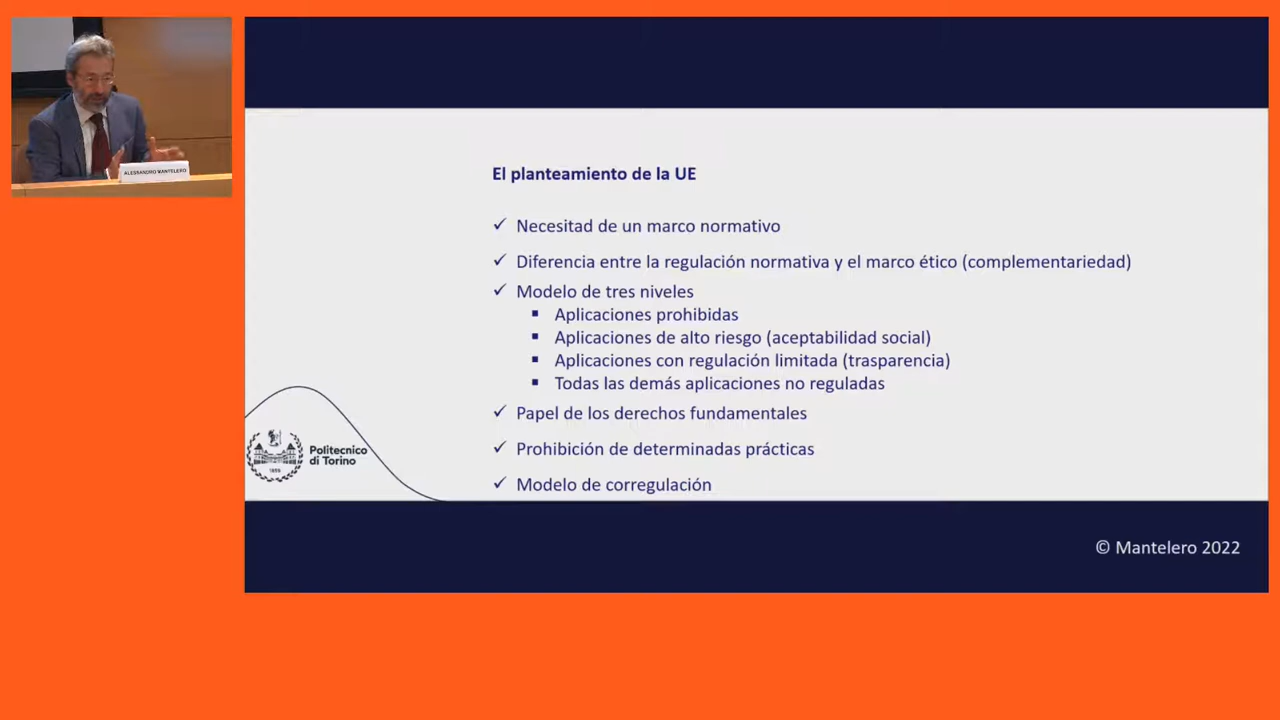 ALESSANDRO MANTELERO
El planteamiento de la UE
✓ Necesitad de un marco normativo
✓ Diferencia entre la regulación normativa y el marco ético (complementariedad)
✓ Modelo de tres niveles
▪ Aplicaciones prohibidas
▪ Aplicaciones de alto riesgo (aceptabilidad social)
▪ Aplicaciones con regulación limitada (trasparencia)
▪ Todas las demás aplicaciones no reguladas
✓ Papel de los derechos fundamentales
✓ Prohibición de determinadas prácticas
✓ Modelo de corregulación
1859
Politecnico
di Torino
© Mantelero 2022